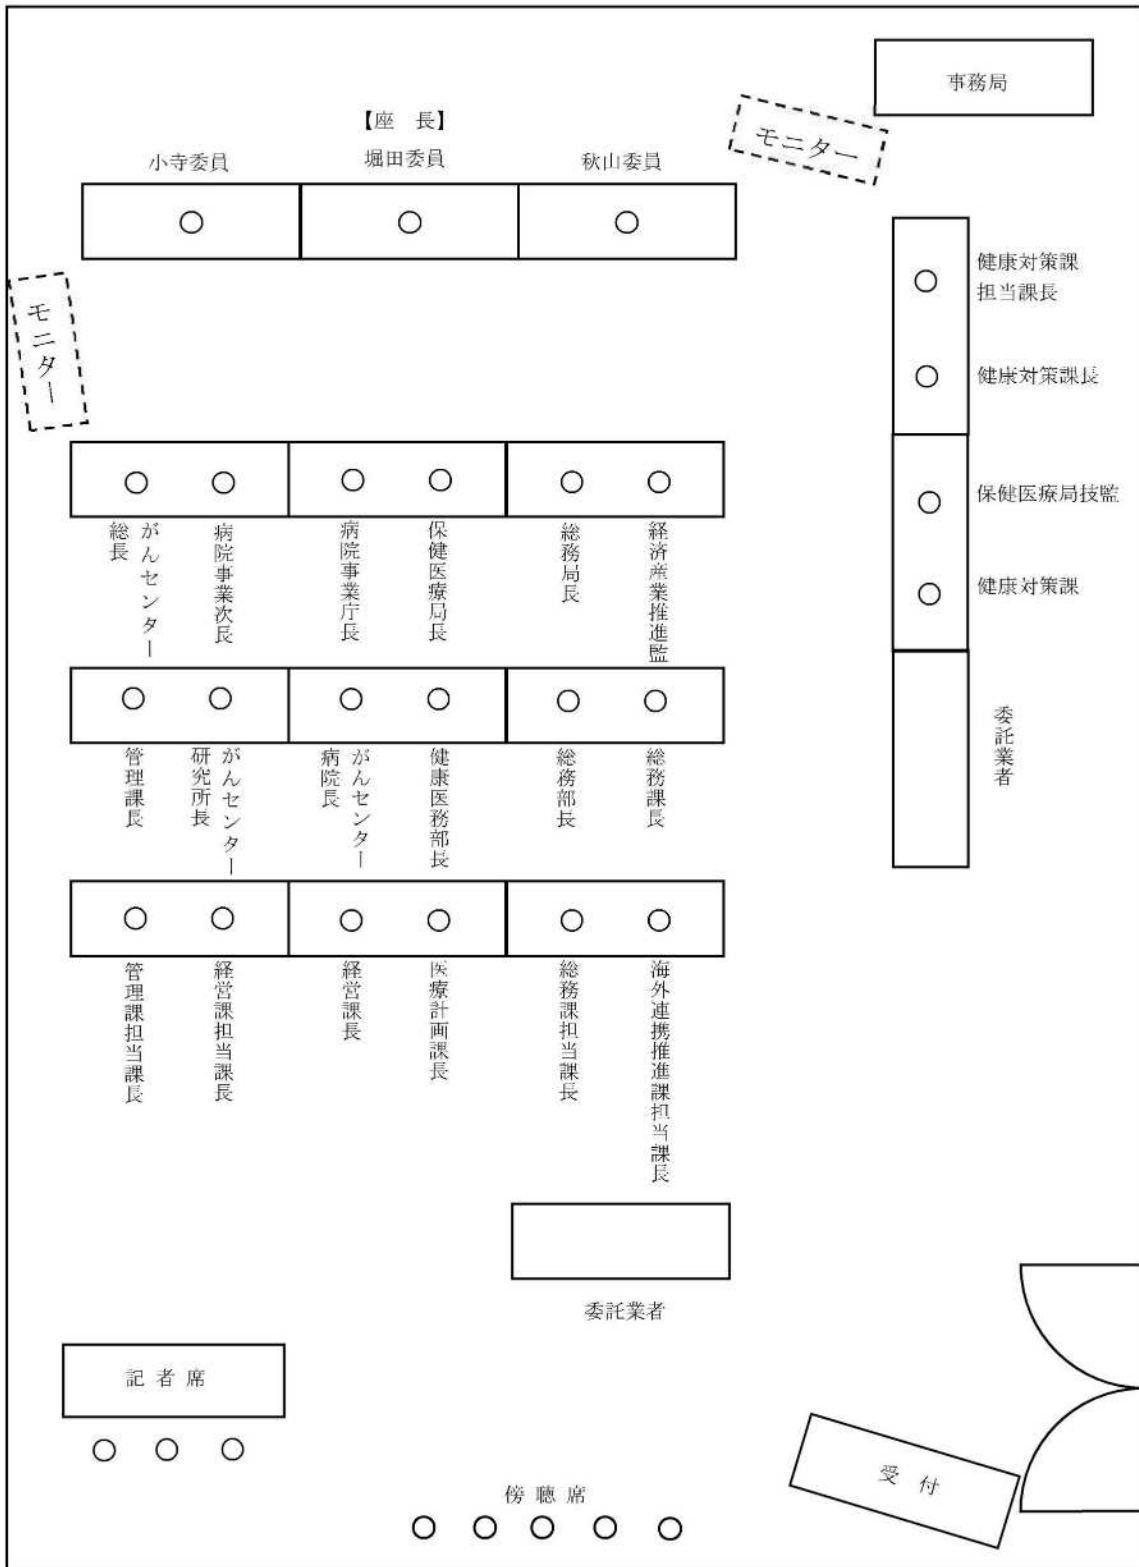 事務局
【座　長】
小寺委員
堀田委員
秋山委員
モニター
モニター
健康対策課
担当課長
健康対策課長
保健医療局技監
健康対策課
委託業者
がんセンター
総長
病院事業次長
病院事業庁長
保健医療局長
総務局長
経済産業推進監
管理課長
がんセンター
研究所長
がんセンター
病院長
健康医務部長
総務部長
総務課長
管理課担当課長
経営課担当課長
経営課長
医療計画課長
総務課担当課長
海外連携推進課担当課長
委託業者
記 者 席
傍 聴 席
受　付